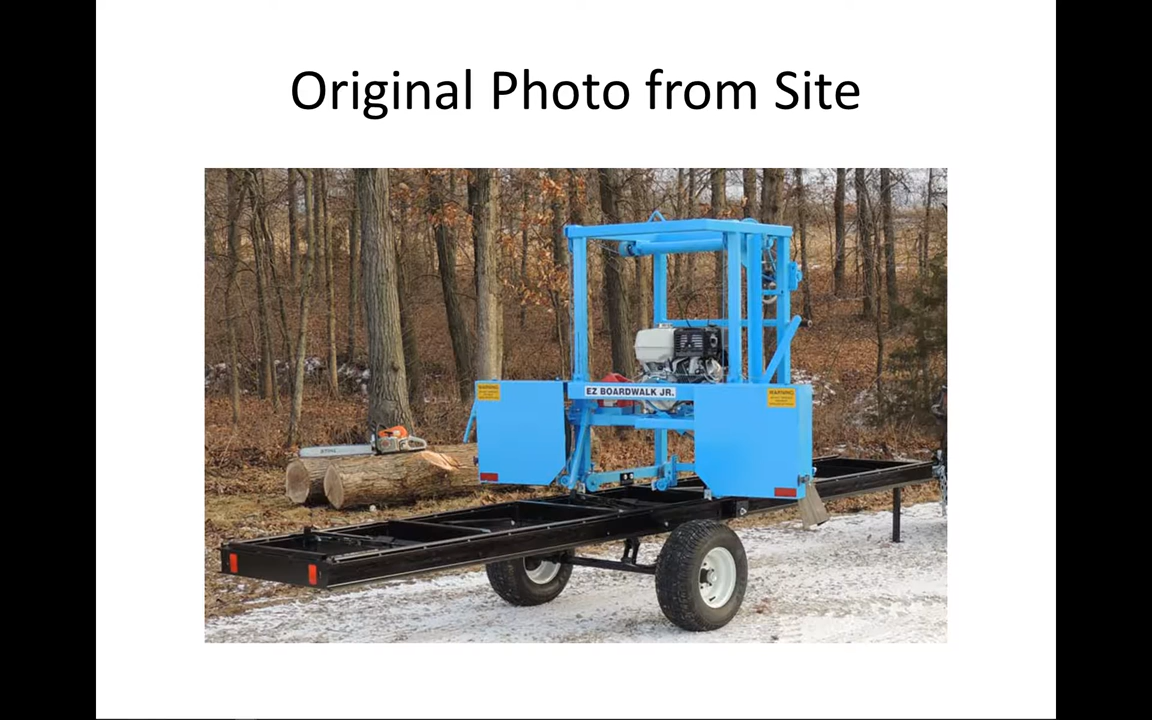 Original Photo from Site
WARNING
WARNING
EZ BOARDWALK JR.
STIHL